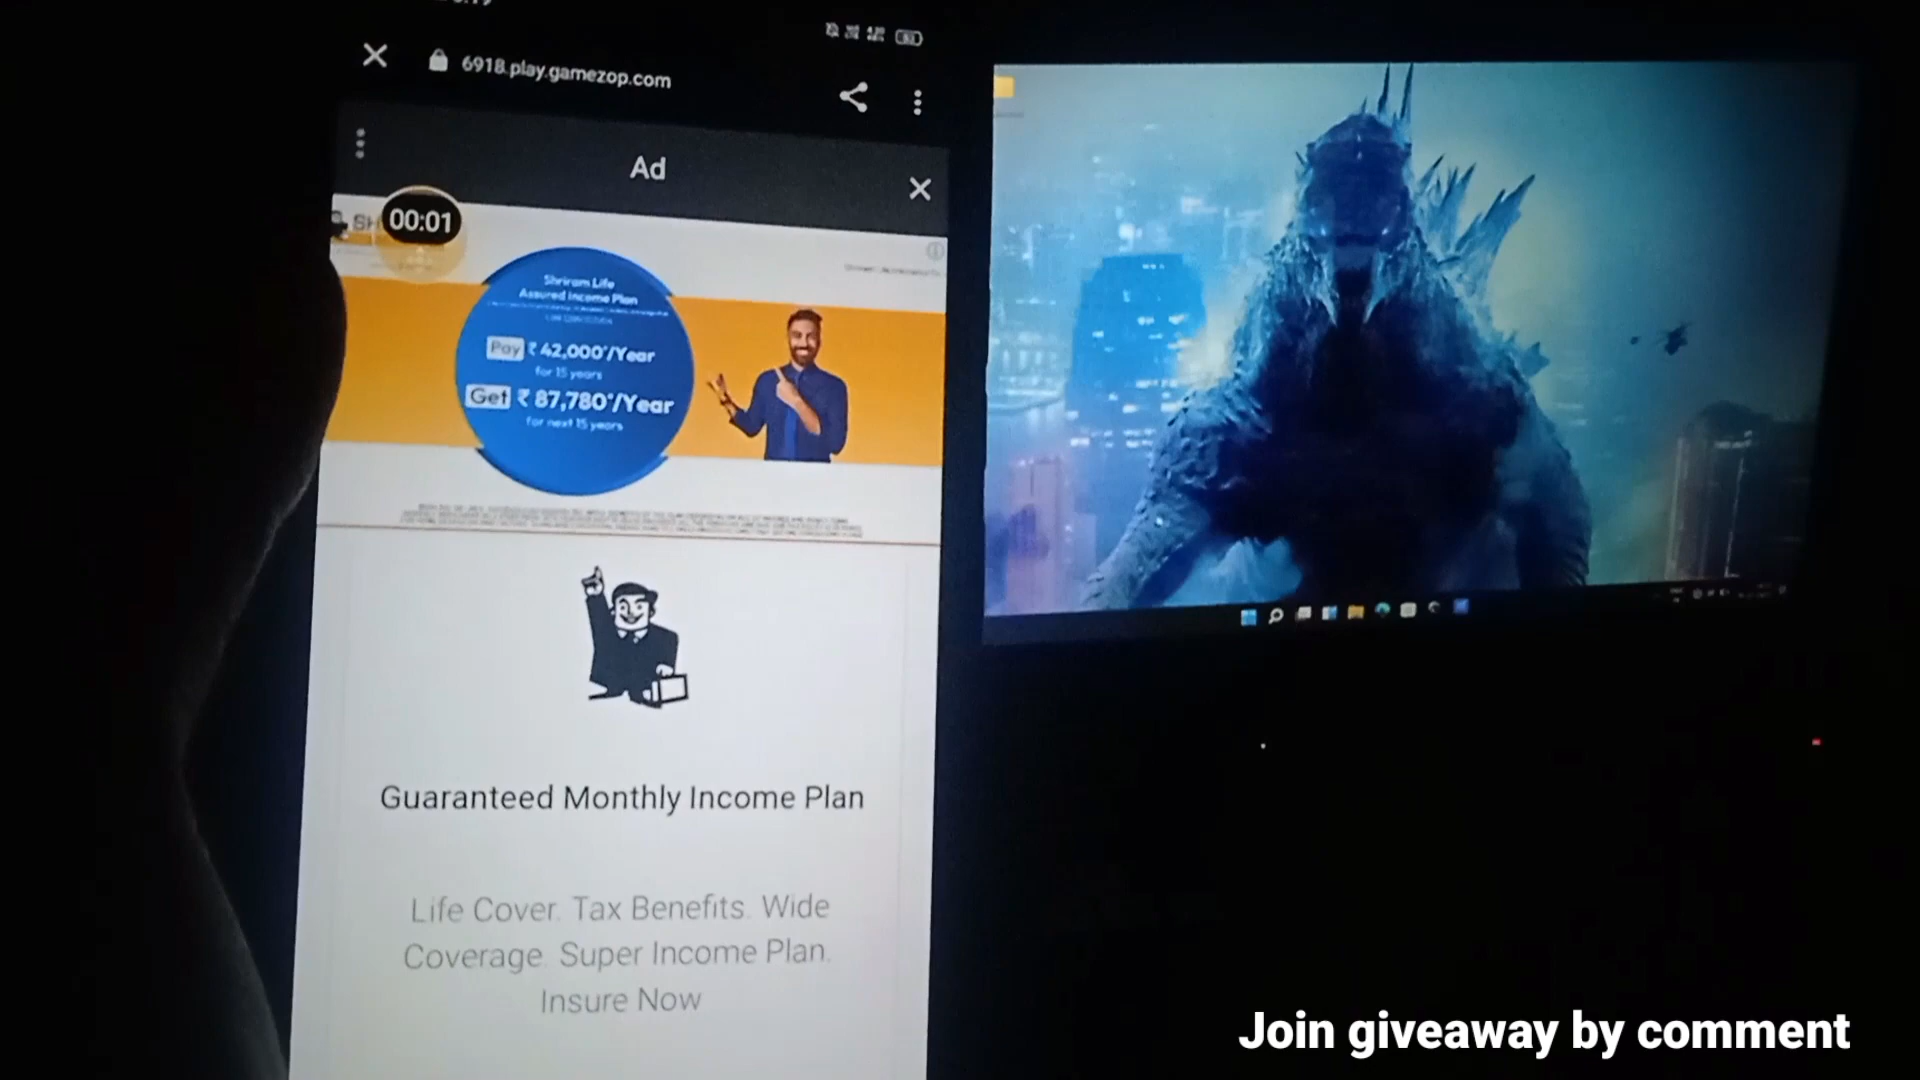 6918.play.gamezop.com
Ad
00:01
SH
Shriram Life
Assured Income Plan
Pay ₹ 42,000*/Year
for 15 years
Get ₹ 87,780*/Year
for next 15 years
Guaranteed Monthly Income Plan
Life Cover. Tax Benefits. Wide
Coverage. Super Income Plan.
Insure Now
Join giveaway by comment